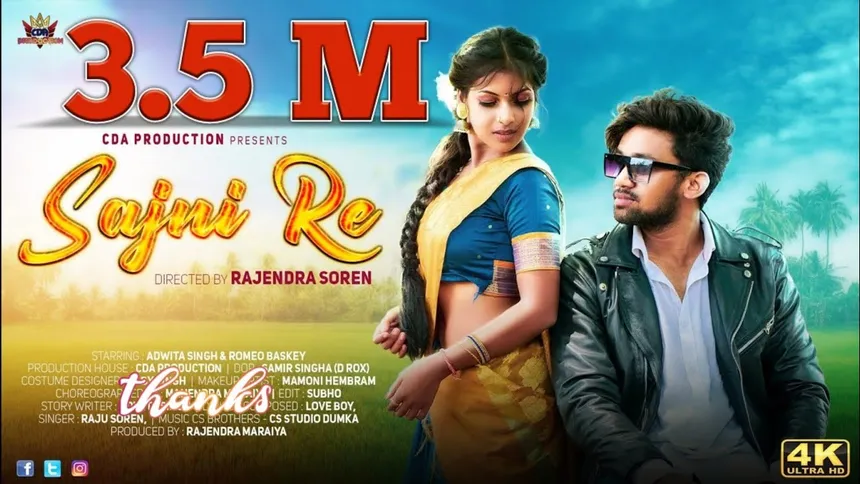 CDA
3.5 M
CDA PRODUCTION PRESENTS
Sajni Re
DIRECTED BY RAJENDRA SOREN
STARRING : ADWITA SINGH & ROMEO BASKEY
PRODUCTION HOUSE : CDA PRODUCTION | DOP : SAMIR SINGHA (D ROX)
COSTUME DESIGNER | MAKEUP : MAMONI HEMBRAM
CHOREOGRAPHER | EDIT : SUBHO
thanks
STORY WRITER : LOVE BOY,
SINGER : RAJU SOREN, | MUSIC CS BROTHERS - CS STUDIO DUMKA
PRODUCED BY : RAJENDRA MARAIYA
4K
ULTRA HD